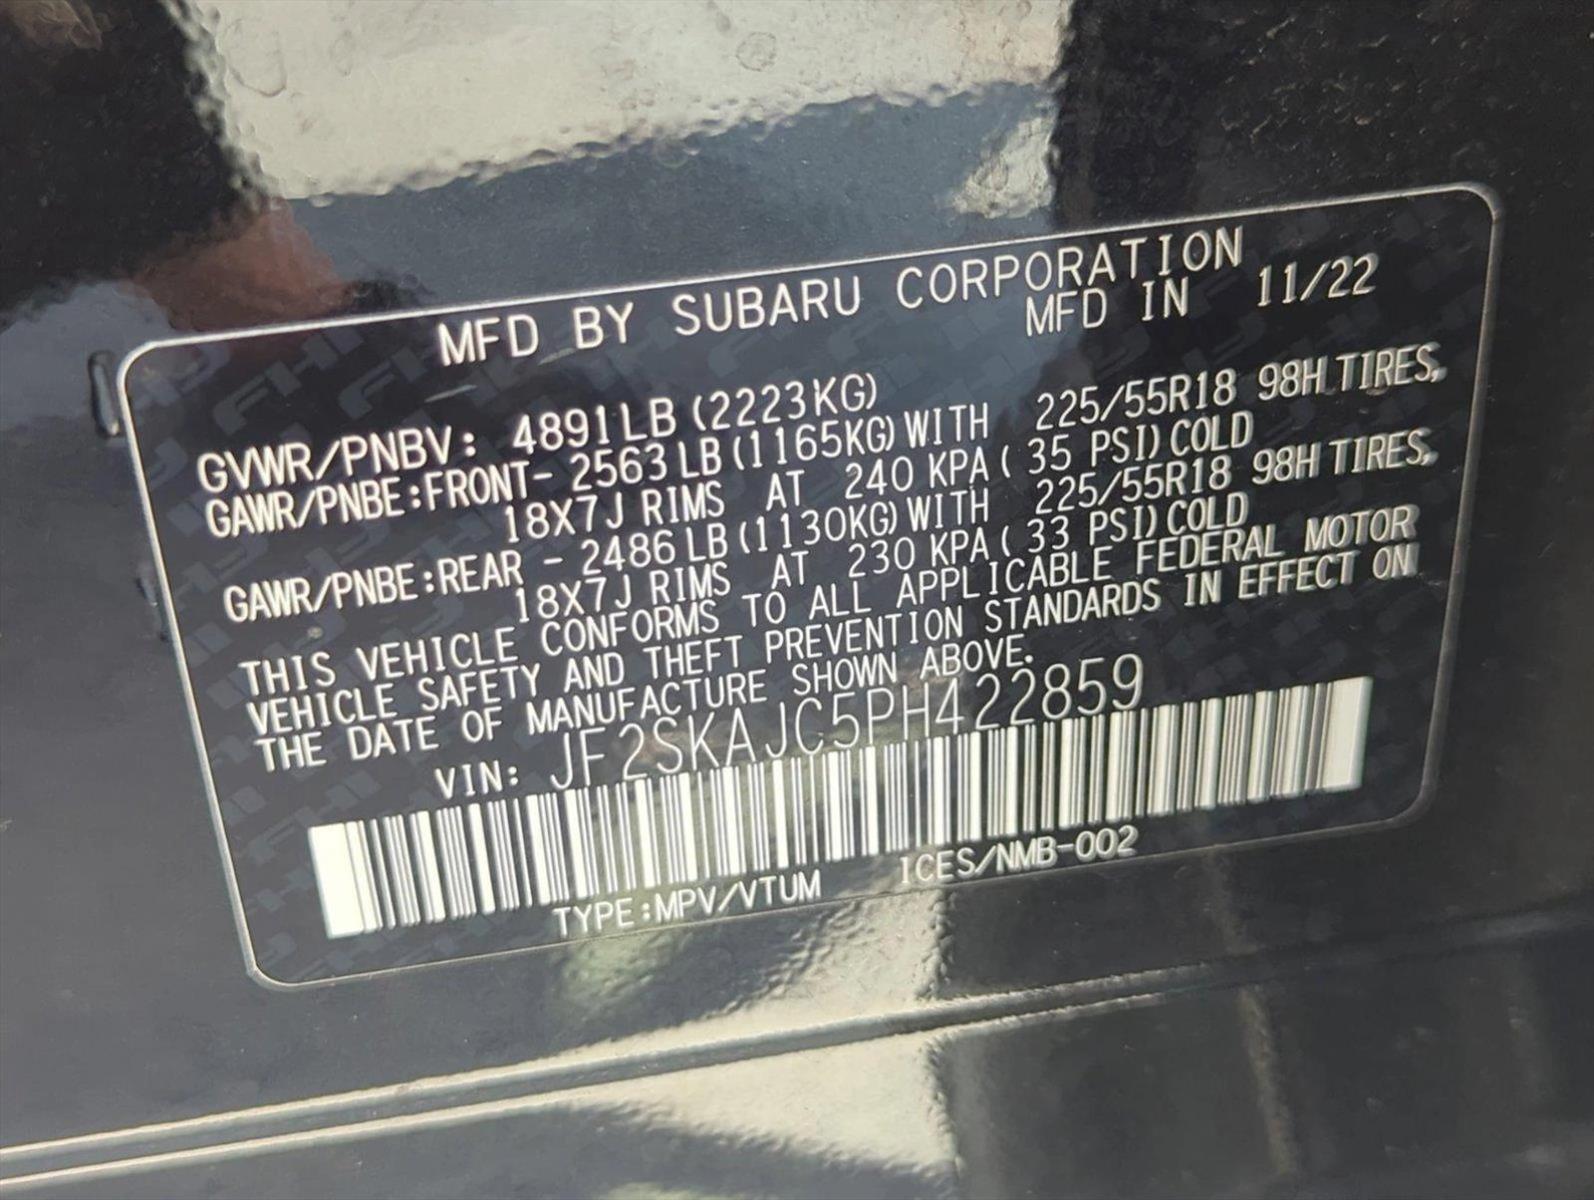 MFD BY SUBARU CORPORATION
MFD IN 11/22
GVWR/PNBV: 4891LB (2223KG)
GAWR/PNBE:FRONT- 2563 LB (1165KG) WITH 225/55R18 98H TIRES,
18X7J RIMS AT 240 KPA ( 35 PSI) COLD
GAWR/PNBE:REAR - 2486 LB (1130KG) WITH 225/55R18 98H TIRES,
18X7J RIMS AT 230 KPA ( 33 PSI) COLD
THIS VEHICLE CONFORMS TO ALL APPLICABLE FEDERAL MOTOR
VEHICLE SAFETY AND THEFT PREVENTION STANDARDS IN EFFECT ON
THE DATE OF MANUFACTURE SHOWN ABOVE.
VIN: JF2SKAJC5PH422859
TYPE:MPV/VTUM ICES/NMB-002